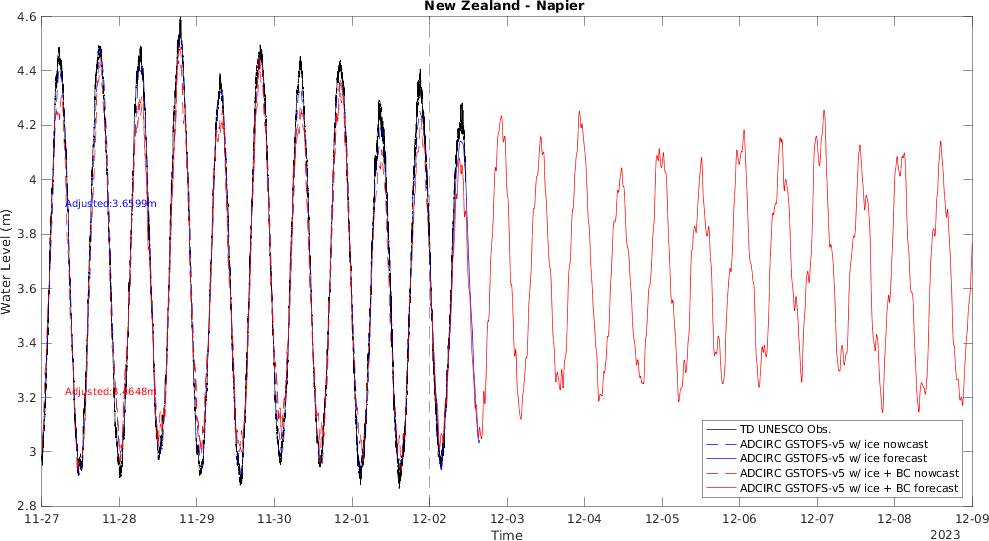 New Zealand - Napier
4.6
4.4
4.2
4
3.8
3.6
3.4
3.2
3
2.8
Water Level (m)
Adjusted:3.6599m
Adjusted:3.4648m
TD UNESCO Obs.
ADCIRC GSTOFS-v5 w/ ice nowcast
ADCIRC GSTOFS-v5 w/ ice forecast
ADCIRC GSTOFS-v5 w/ ice + BC nowcast
ADCIRC GSTOFS-v5 w/ ice + BC forecast
11-27 11-28 11-29 11-30 12-01 12-02 12-03 12-04 12-05 12-06 12-07 12-08 12-09
Time
2023